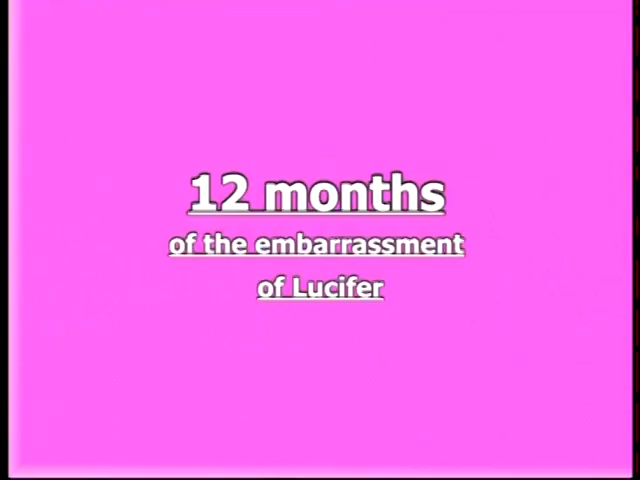 12 months
of the embarrassment
of Lucifer